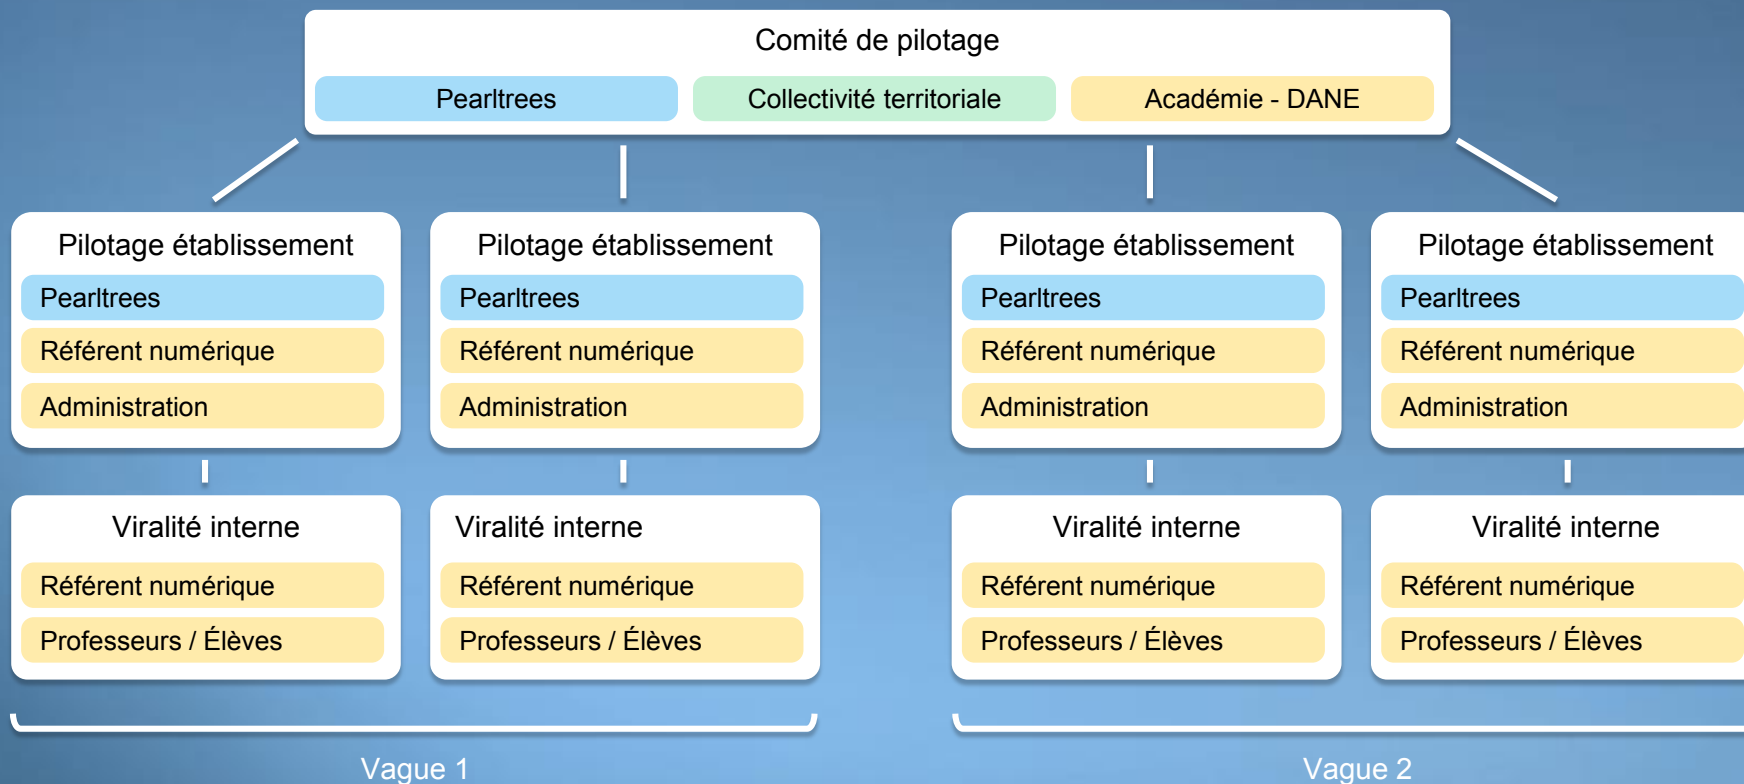 Comité de pilotage
Pearltrees
Collectivité territoriale
Académie - DANE
Pilotage établissement
Pearltrees
Référent numérique
Administration
Pilotage établissement
Pearltrees
Référent numérique
Administration
Pilotage établissement
Pearltrees
Référent numérique
Administration
Pilotage établissement
Pearltrees
Référent numérique
Administration
Viralité interne
Référent numérique
Professeurs / Élèves
Viralité interne
Référent numérique
Professeurs / Élèves
Viralité interne
Référent numérique
Professeurs / Élèves
Viralité interne
Référent numérique
Professeurs / Élèves
Vague 1
Vague 2